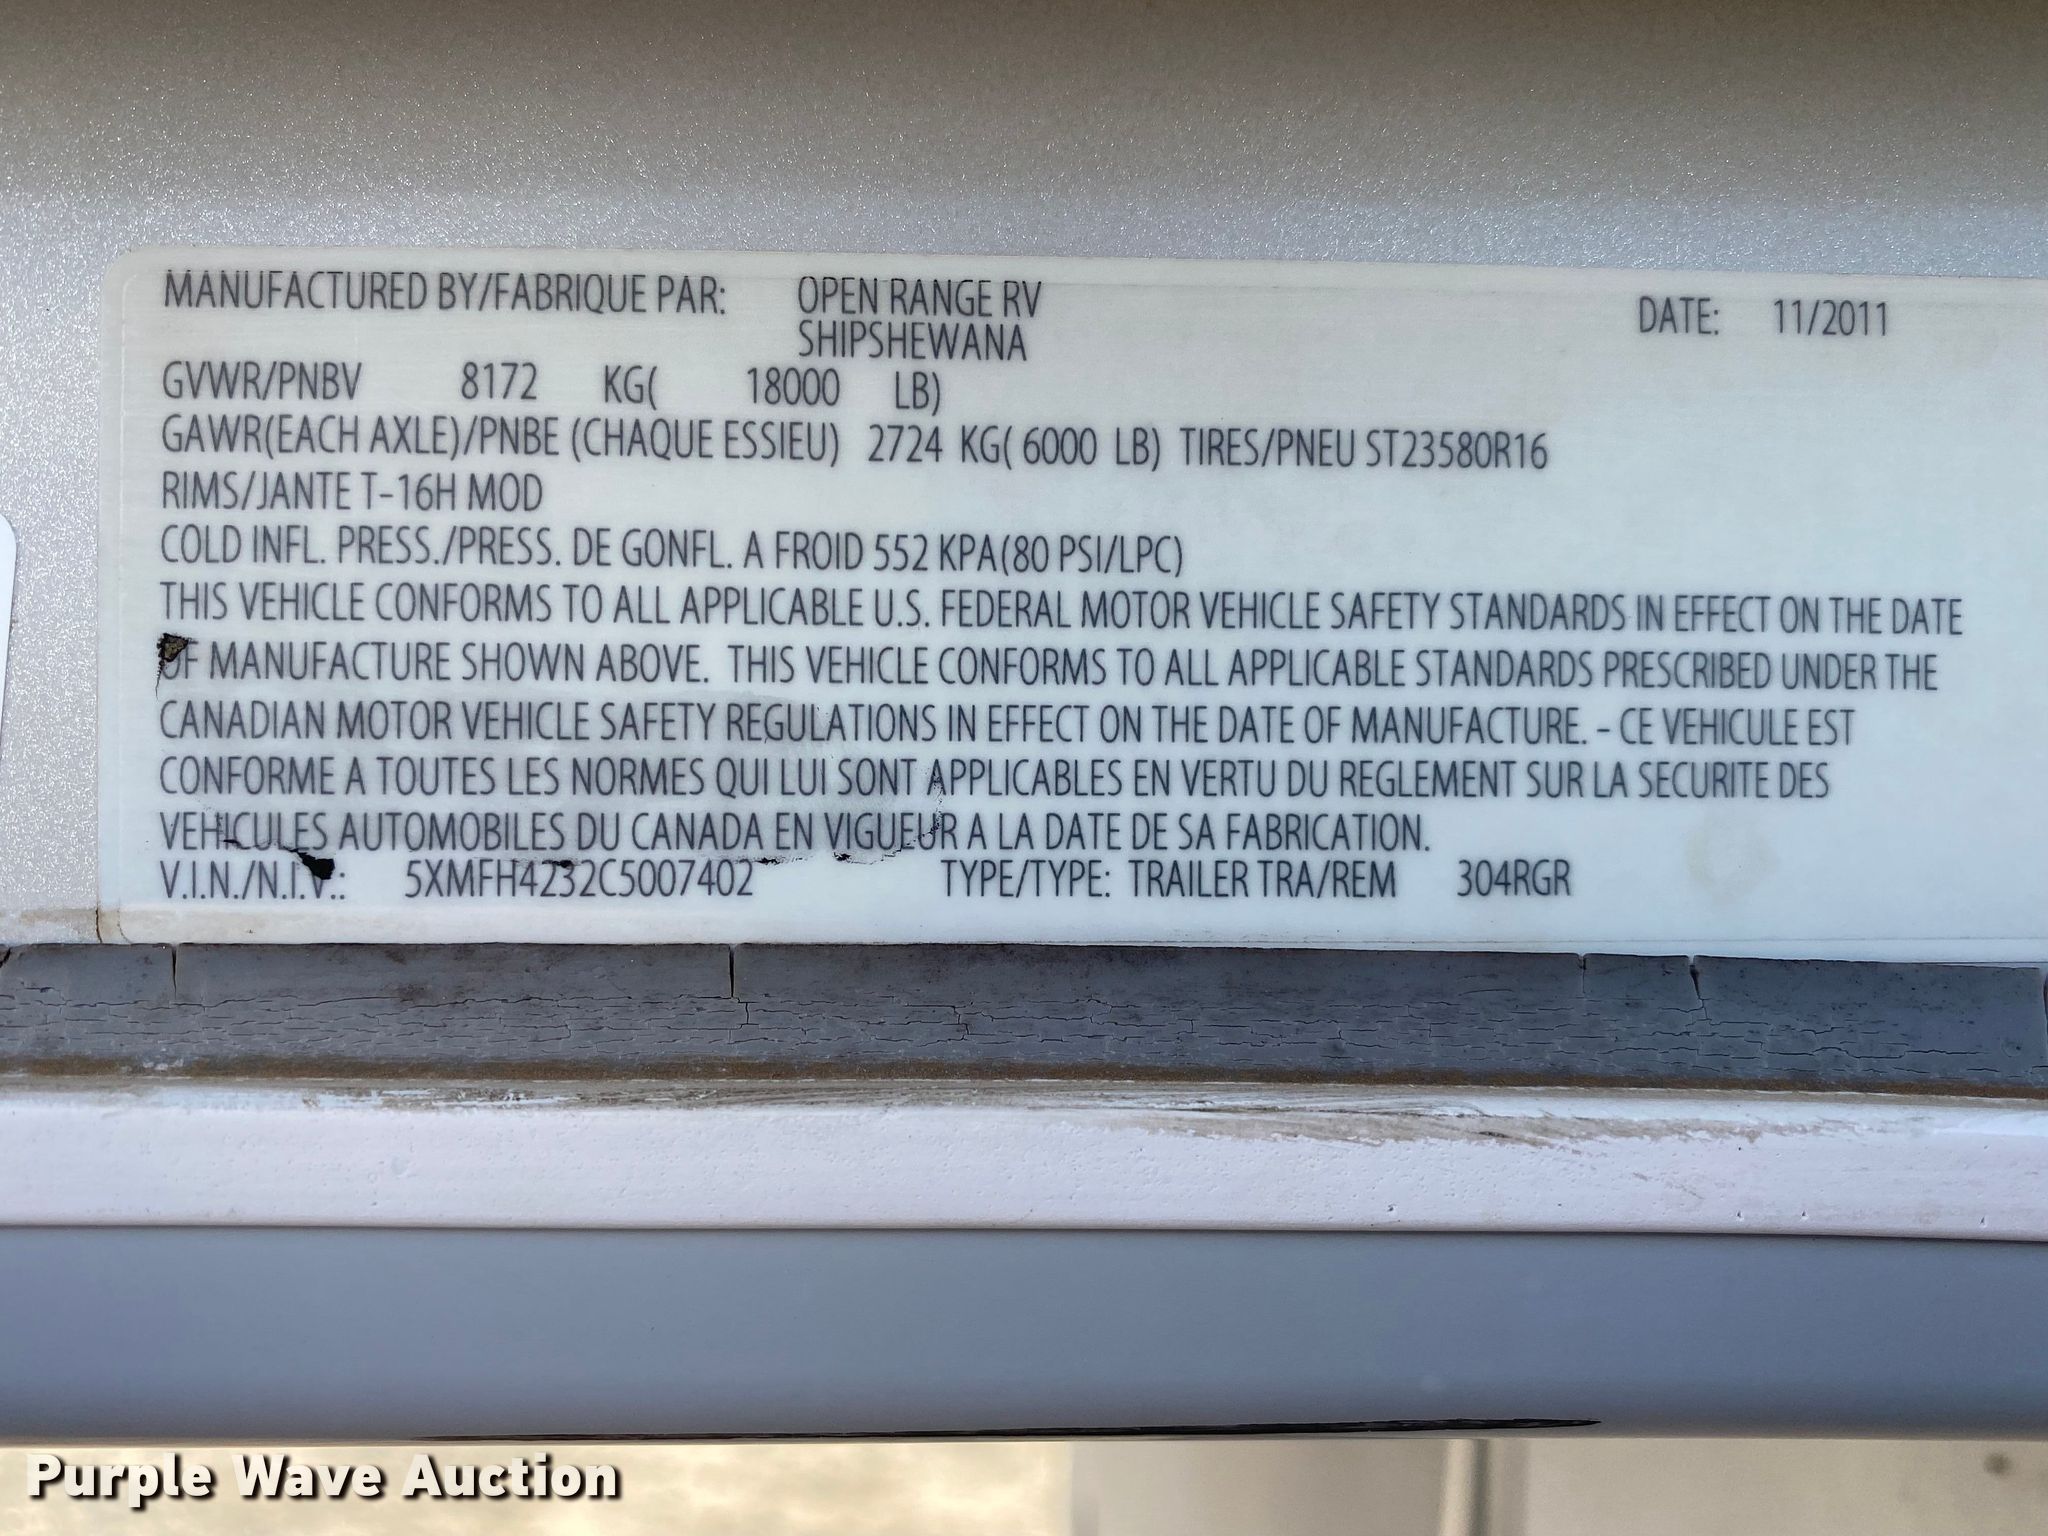 MANUFACTURED BY/FABRIQUE PAR: OPEN RANGE RV DATE: 11/2011
SHIPSHEWANA
GVWR/PNBV 8172 KG( 18000 LB)
GAWR(EACH AXLE)/PNBE (CHAQUE ESSIEU) 2724 KG( 6000 LB) TIRES/PNEU ST23580R16
RIMS/JANTE T-16H MOD
COLD INFL. PRESS./PRESS. DE GONFL. A FROID 552 KPA(80 PSI/LPC)
THIS VEHICLE CONFORMS TO ALL APPLICABLE U.S. FEDERAL MOTOR VEHICLE SAFETY STANDARDS IN EFFECT ON THE DATE
OF MANUFACTURE SHOWN ABOVE. THIS VEHICLE CONFORMS TO ALL APPLICABLE STANDARDS PRESCRIBED UNDER THE
CANADIAN MOTOR VEHICLE SAFETY REGULATIONS IN EFFECT ON THE DATE OF MANUFACTURE. - CE VEHICULE EST
CONFORME A TOUTES LES NORMES QUI LUI SONT APPLICABLES EN VERTU DU REGLEMENT SUR LA SECURITE DES
VEHICULES AUTOMOBILES DU CANADA EN VIGUEUR A LA DATE DE SA FABRICATION.
V.I.N./N.I.V.: 5XMFH4232C5007402 TYPE/TYPE: TRAILER TRA/REM 304RGR
Purple Wave Auction